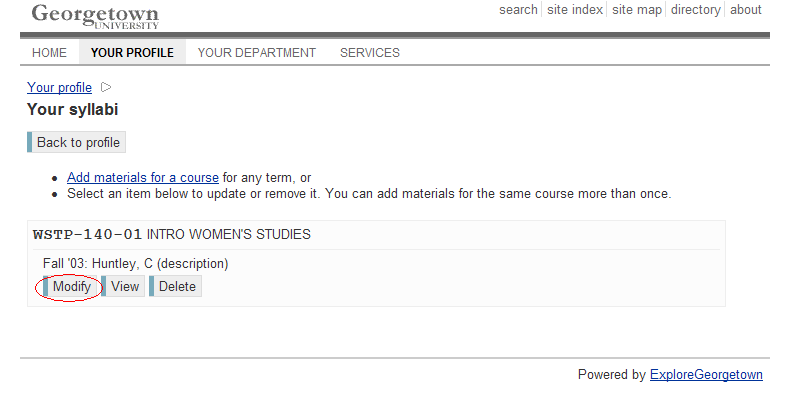 Georgetown
UNIVERSITY
search site index site map directory about
HOME YOUR PROFILE YOUR DEPARTMENT SERVICES
Your profile
Your syllabi
Back to profile
• Add materials for a course for any term, or
• Select an item below to update or remove it. You can add materials for the same course more than once.
WSTP-140-01 INTRO WOMEN'S STUDIES
Fall '03: Huntley, C (description)
Modify View Delete
Powered by ExploreGeorgetown